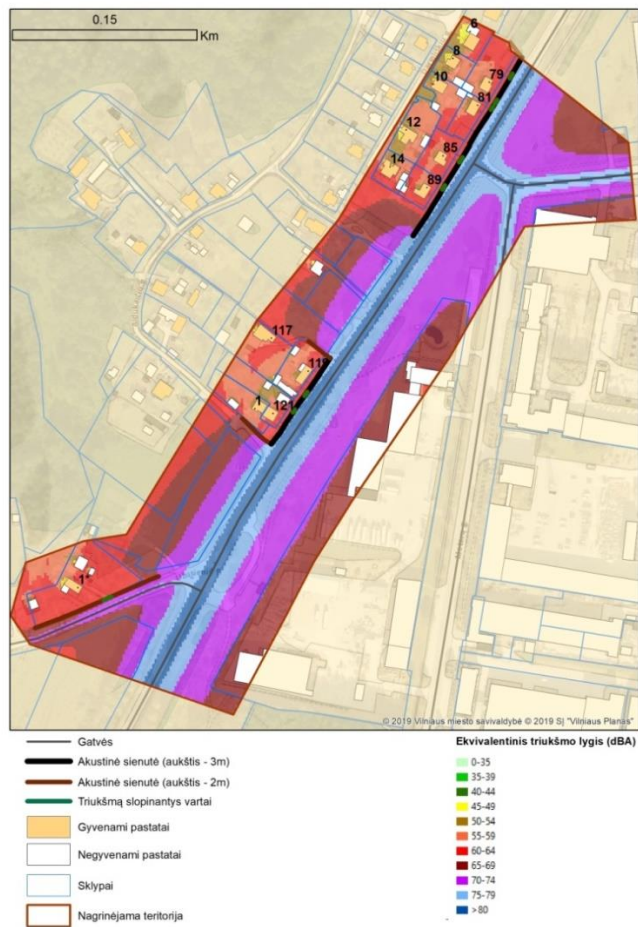 0.15
Km
6
8
79
10
81
12
85
14
89
117
119
1
121
1*
© 2019 Vilniaus miesto savivaldybė © 2019 SĮ "Vilniaus Planas"
Gatvės
Akustinė sienutė (aukštis - 3m)
Akustinė sienutė (aukštis - 2m)
Triukšmą slopinantys vartai
Gyvenami pastatai
Negyvenami pastatai
Sklypai
Nagrinėjama teritorija
Ekvivalentinis triukšmo lygis (dBA)
0-35
35-39
40-44
45-49
50-54
55-59
60-64
65-69
70-74
75-79
>80